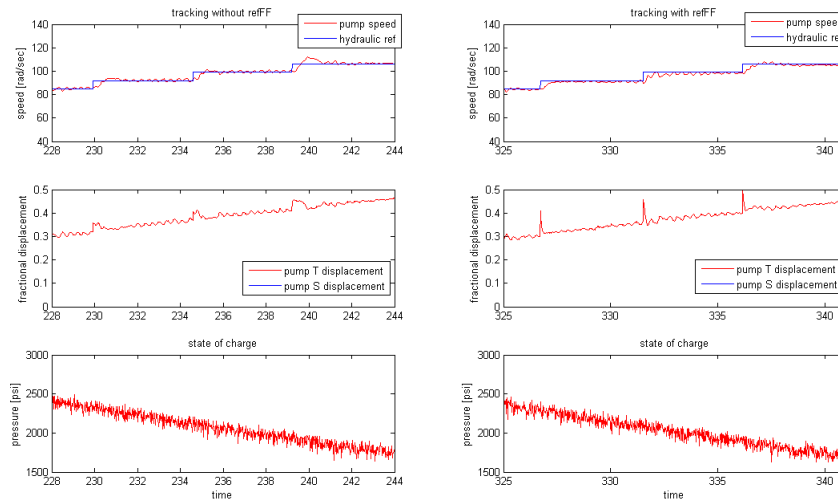 tracking without refFF
speed [rad/sec]
140
120
100
80
60
40
228 230 232 234 236 238 240 242 244
pump speed
hydraulic ref
tracking with refFF
speed [rad/sec]
140
120
100
80
60
40
325 330 335 340
pump speed
hydraulic ref
fractional displacement
0.5
0.4
0.3
0.2
0.1
0
228 230 232 234 236 238 240 242 244
pump T displacement
pump S displacement
fractional displacement
0.5
0.4
0.3
0.2
0.1
0
325 330 335 340
pump T displacement
pump S displacement
state of charge
pressure [psi]
3000
2500
2000
1500
228 230 232 234 236 238 240 242 244
time
state of charge
pressure [psi]
3000
2500
2000
1500
325 330 335 340
time